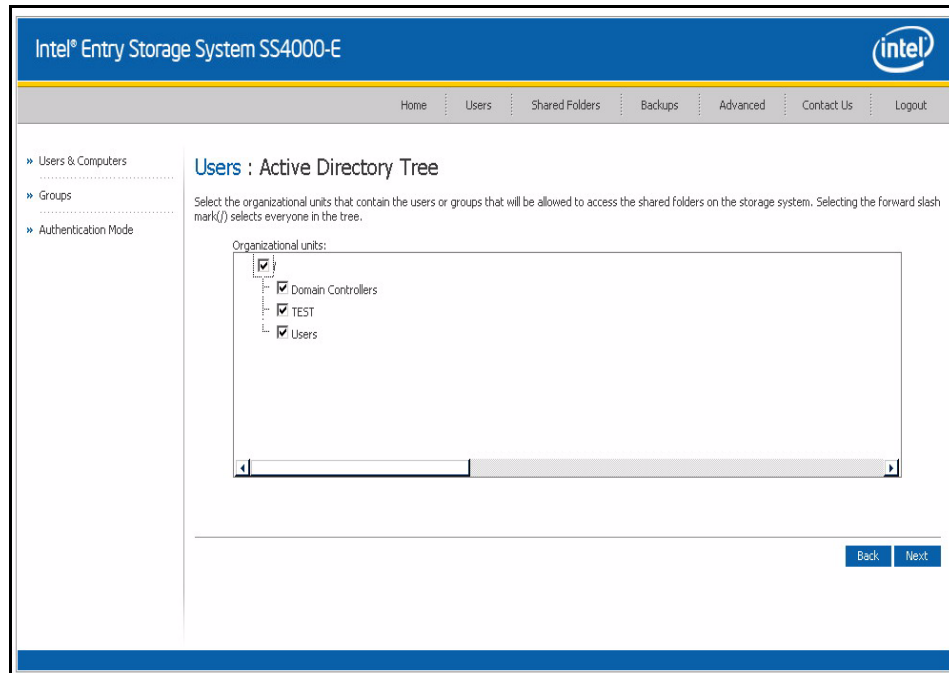 Intel® Entry Storage System SS4000-E
intel
Home Users Shared Folders Backups Advanced Contact Us Logout
» Users & Computers
» Groups
» Authentication Mode
Users : Active Directory Tree
Select the organizational units that contain the users or groups that will be allowed to access the shared folders on the storage system. Selecting the forward slash
mark(/) selects everyone in the tree.
Organizational units:
/
Domain Controllers
TEST
Users
Back Next